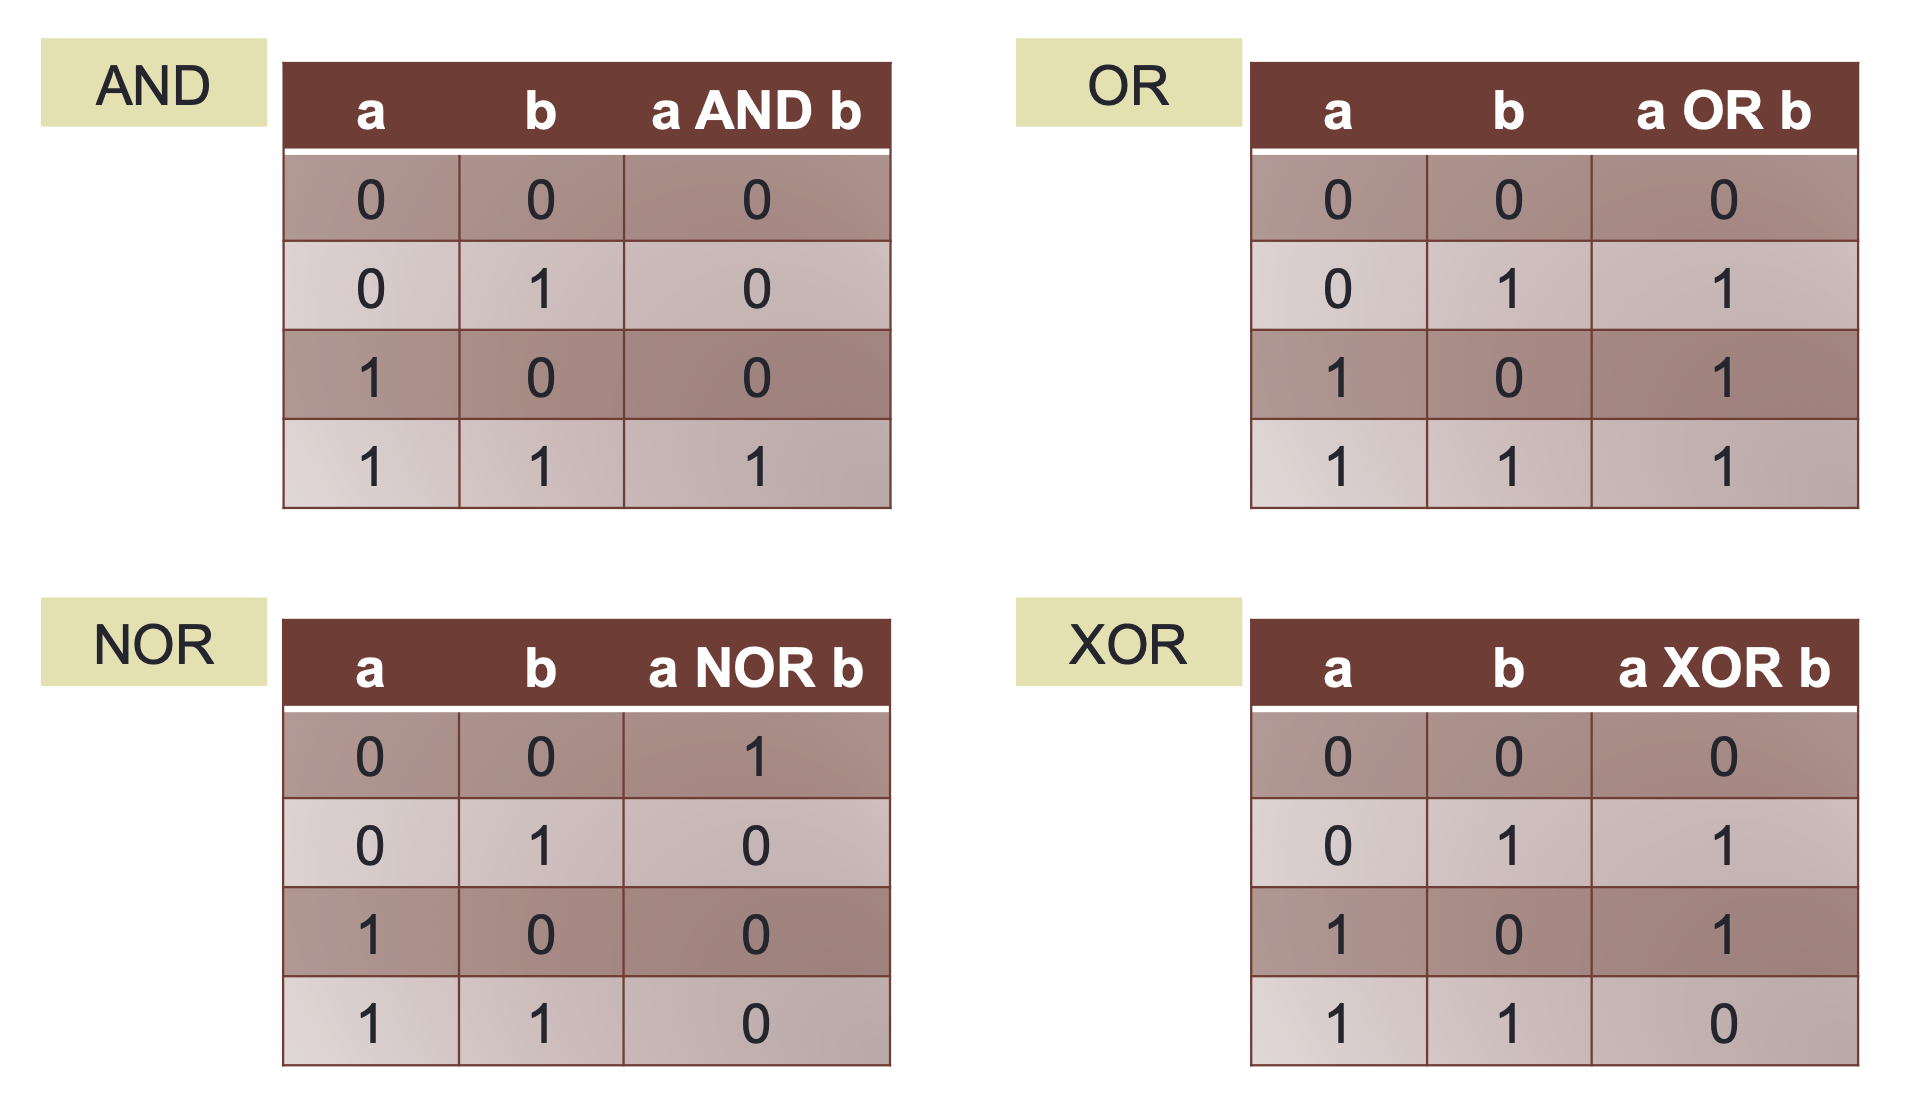 AND
a b a AND b
0 0 0
0 1 0
1 0 0
1 1 1
OR
a b a OR b
0 0 0
0 1 1
1 0 1
1 1 1
NOR
a b a NOR b
0 0 1
0 1 0
1 0 0
1 1 0
XOR
a b a XOR b
0 0 0
0 1 1
1 0 1
1 1 0